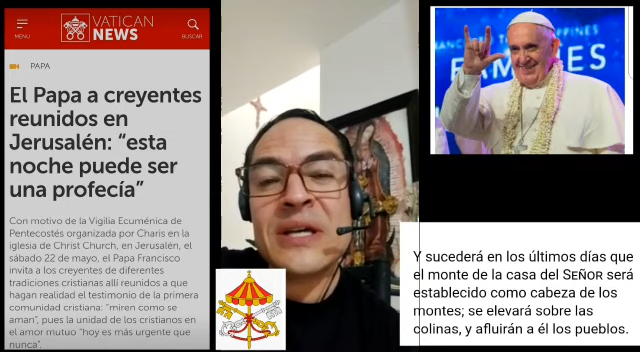 MENU
VATICAN
NEWS
BUSCAR
PAPA
El Papa a creyentes
reunidos en
Jerusalén: “esta
noche puede ser
una profecía”
Con motivo de la Vigilia Ecuménica de
Pentecostés organizada por Charis en la
iglesia de Christ Church, en Jerusalén, el
sábado 22 de mayo, el Papa Francisco
invita a los creyentes de diferentes
tradiciones cristianas allí reunidos a que
hagan realidad el testimonio de la primera
comunidad cristiana: “miren como se
aman”, pues la unidad de los cristianos en
el amor mutuo “hoy es más urgente que
nunca”.
FAMILIES
Y sucederá en los últimos días que
el monte de la casa del SEÑOR será
establecido como cabeza de los
montes; se elevará sobre las
colinas, y afluirán a él los pueblos.